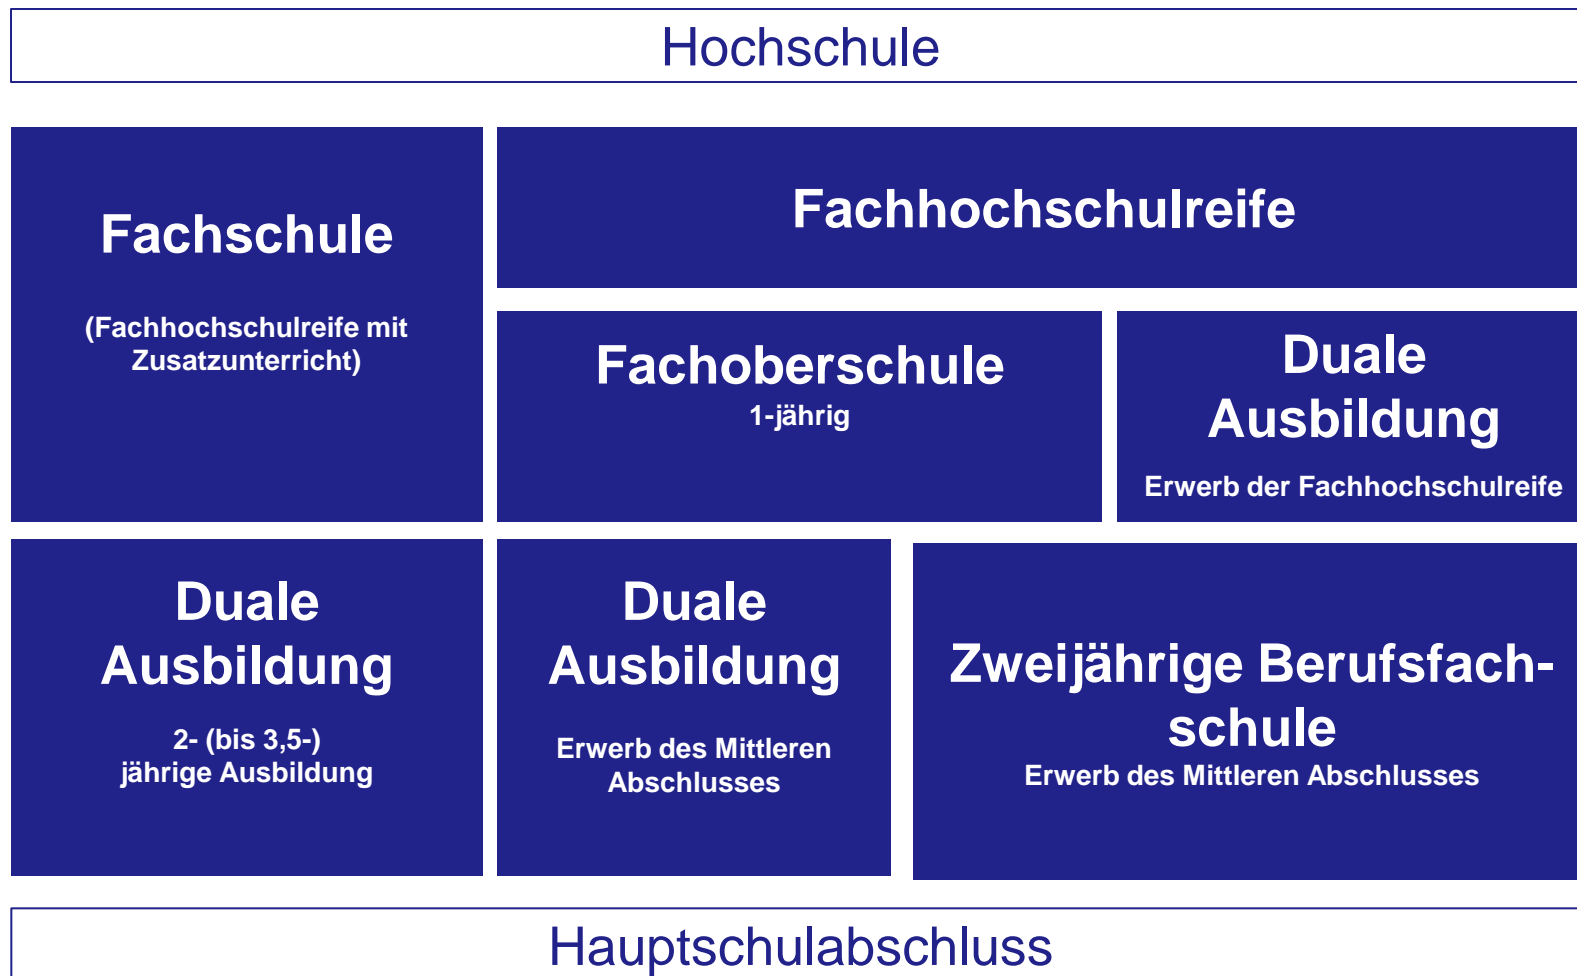 Hochschule
Fachschule
(Fachhochschulreife mit
Zusatzunterricht)
Fachhochschulreife
Fachoberschule
1-jährig
Duale
Ausbildung
Erwerb der Fachhochschulreife
Duale
Ausbildung
2- (bis 3,5-)
jährige Ausbildung
Duale
Ausbildung
Erwerb des Mittleren
Abschlusses
Zweijährige Berufsfach-
schule
Erwerb des Mittleren Abschlusses
Hauptschulabschluss